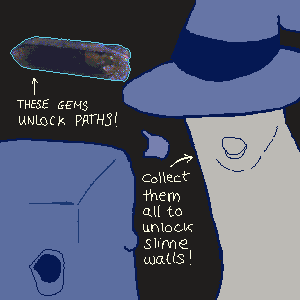 THESE GEMS
UNLOCK PATHS!
collect
them
all to
unlock
slime
walls!